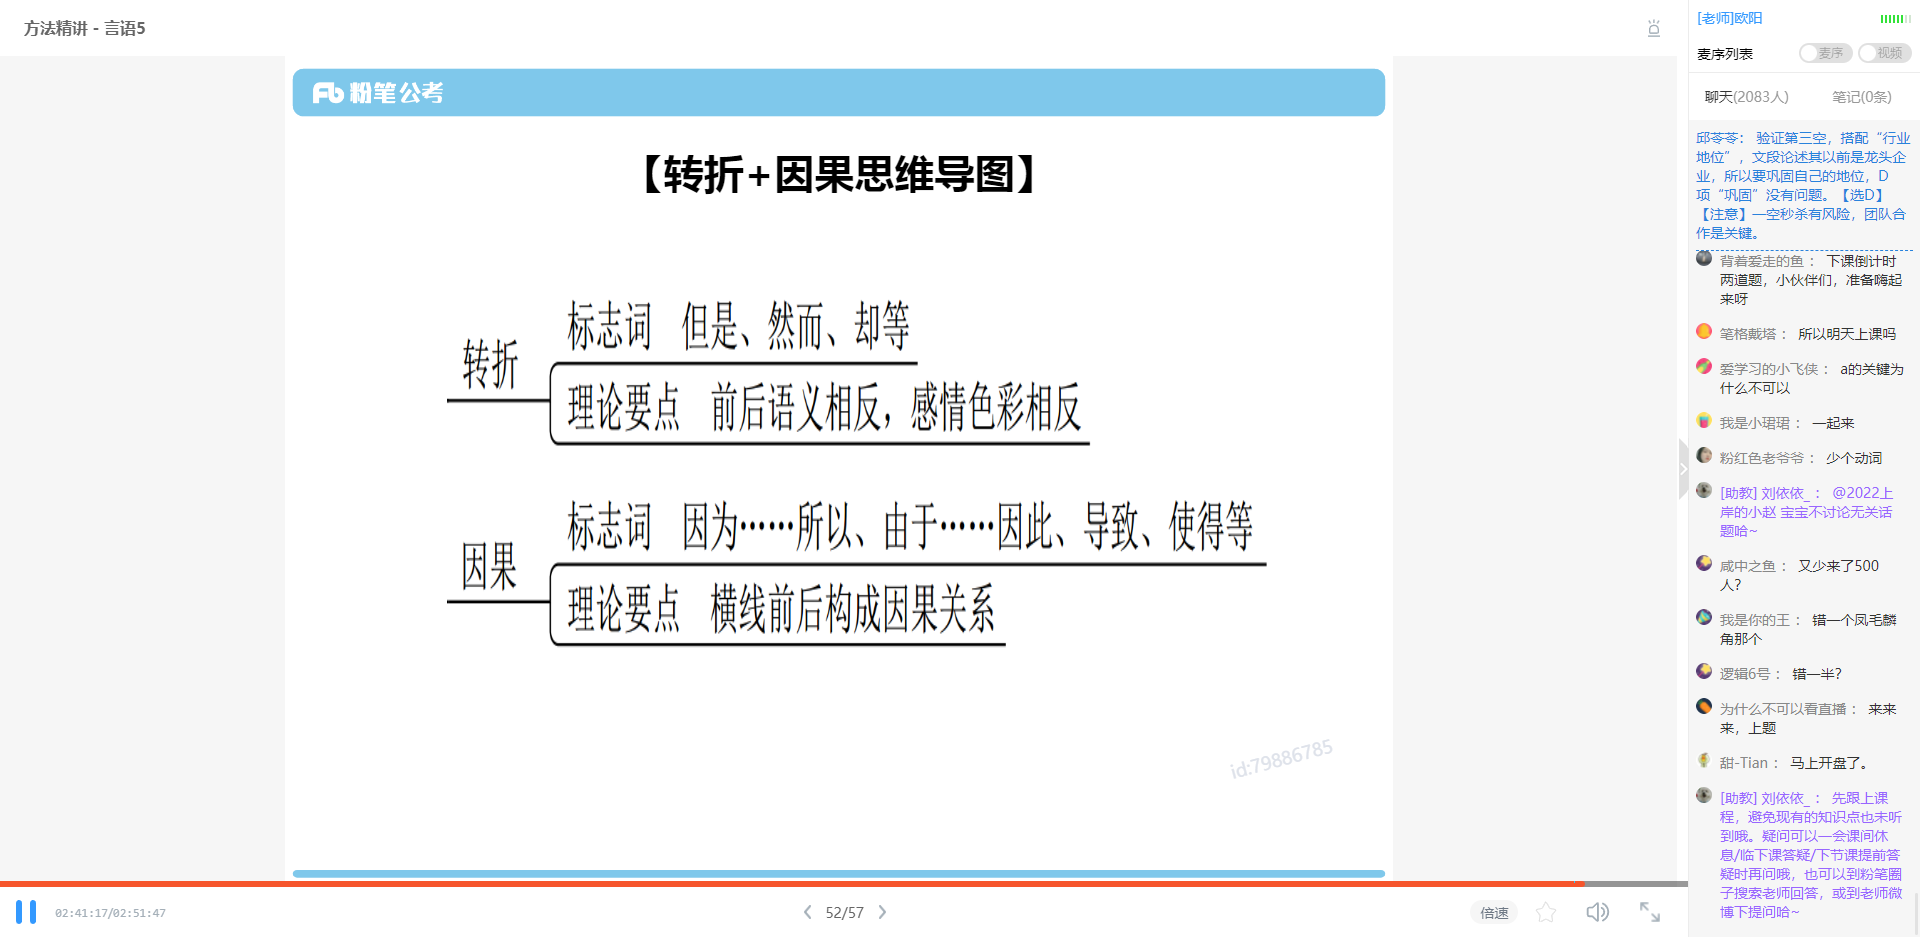 方法精讲 - 言语5
粉笔公考
【转折+因果思维导图】
转折
标志词 但是、然而、却等
理论要点 前后语义相反，感情色彩相反
因果
标志词 因为……所以、由于……因此、导致、使得等
理论要点 横线前后构成因果关系
id:79886785
02:41:17/02:51:47
52/57
倍速
[老师]欧阳
麦序列表
麦序
视频
聊天(2083人)
笔记(0条)
邱苓苓： 验证第三空，搭配“行业
地位”，文段论述其以前是龙头企
业，所以要巩固自己的地位，D
项“巩固”没有问题。【选D】
【注意】一空秒杀有风险，团队合
作是关键。
背着爱走的鱼： 下课倒计时
两道题，小伙伴们，准备嗨起
来呀
笔格戴塔： 所以明天上课吗
爱学习的小飞侠： a的关键为
什么不可以
我是小珺珺： 一起来
粉红色老爷爷： 少个动词
[助教] 刘依依_： @2022上
岸的小赵 宝宝不讨论无关话
题哈~
咸中之鱼： 又少来了500
人?
我是你的王： 错一个凤毛麟
角那个
逻辑6号： 错一半?
为什么不可以看直播： 来来
来，上题
甜-Tian： 马上开盘了。
[助教] 刘依依_： 先跟上课
程，避免现有的知识点也未听
到哦。疑问可以一会课间休
息/临下课答疑/下节课提前答
疑时再问哦，也可以到粉笔圈
子搜索老师回答，或到老师微
博下提问哈~